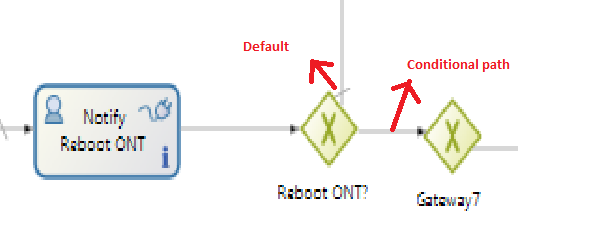 Default
Conditional path
Notify
Reboot ONT
Reboot ONT?
Gateway7